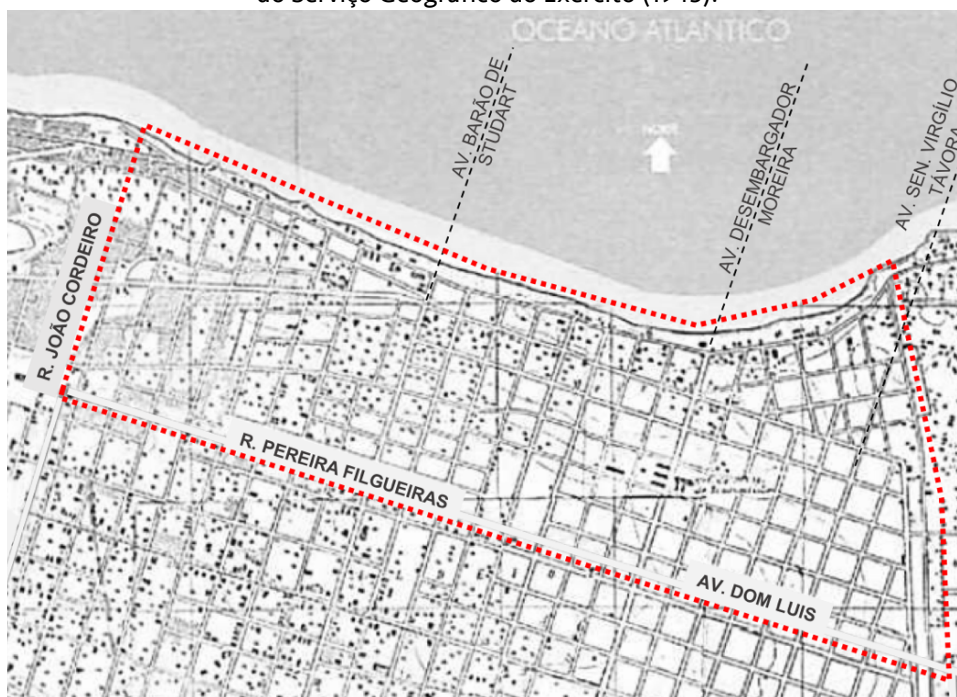 do Serviço Geográfico do Exército (1945).
OCEANO ATLANTICO
AV. BARÃO DE
STUDART
AV. DESEMBARGADOR
MOREIRA
AV. SEN. VIRGÍLIO
TÁVORA
NORTE
R. JOÃO CORDEIRO
R. PEREIRA FILGUEIRAS
AV. DOM LUIS